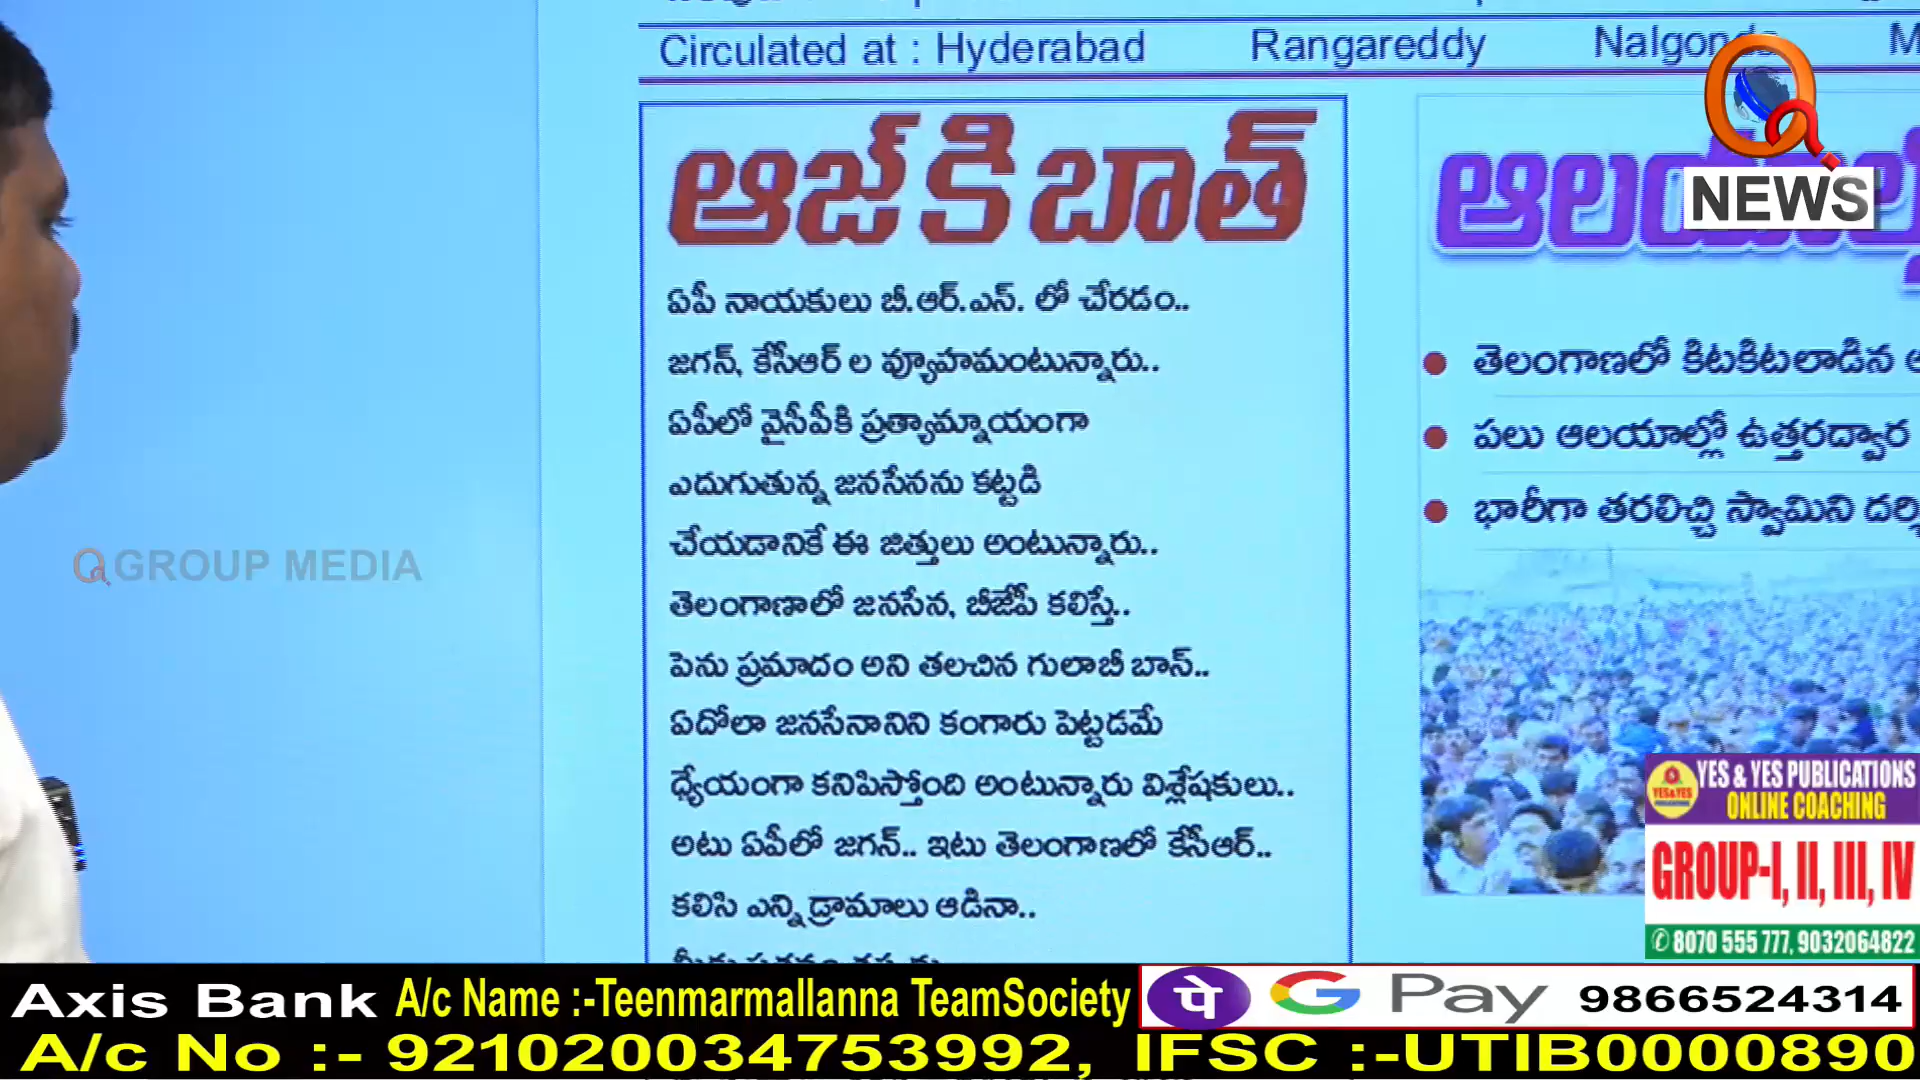 Circulated at : Hyderabad Rangareddy
ఆజ్ కి బాత్
ఏపీ నాయకులు బీ.ఆర్.ఎన్. లో చేరడం..
జగన్, కేసీఆర్ ల వ్యూహమంటున్నారు..
ఏపీలో వైసీపీకి ప్రత్యామ్నాయంగా
ఎదుగుతున్న జనసేనను కట్టడి
చేయడానికే ఈ జిత్తులు అంటున్నారు..
తెలంగాణాలో జనసేన, బీజేపీ కలిస్తే..
పెను ప్రమాదం అని తలచిన గులాబీ బాస్..
ఏదోలా జనసేనానిని కంగారు పెట్టడమే
ధ్యేయంగా కనిపిస్తోంది అంటున్నారు విశ్లేషకులు..
అటు ఏపీలో జగన్.. ఇటు తెలంగాణలో కేసీఆర్..
కలిసి ఎన్ని డ్రామాలు ఆడినా..
తెలంగాణలో కిటకిటలాడిన
పలు ఆలయాల్లో ఉత్తరద్వార
భారీగా తరలిచ్చి స్వామిని
Q NEWS
Q GROUP MEDIA
YES & YES PUBLICATIONS
ONLINE COACHING
GROUP-I, II, III, IV
8070 555 777, 9032064822
Axis Bank A/c Name :-Teenmarmallanna TeamSociety पे G Pay 9866524314
A/c No :- 921020034753992, IFSC :-UTIB0000890